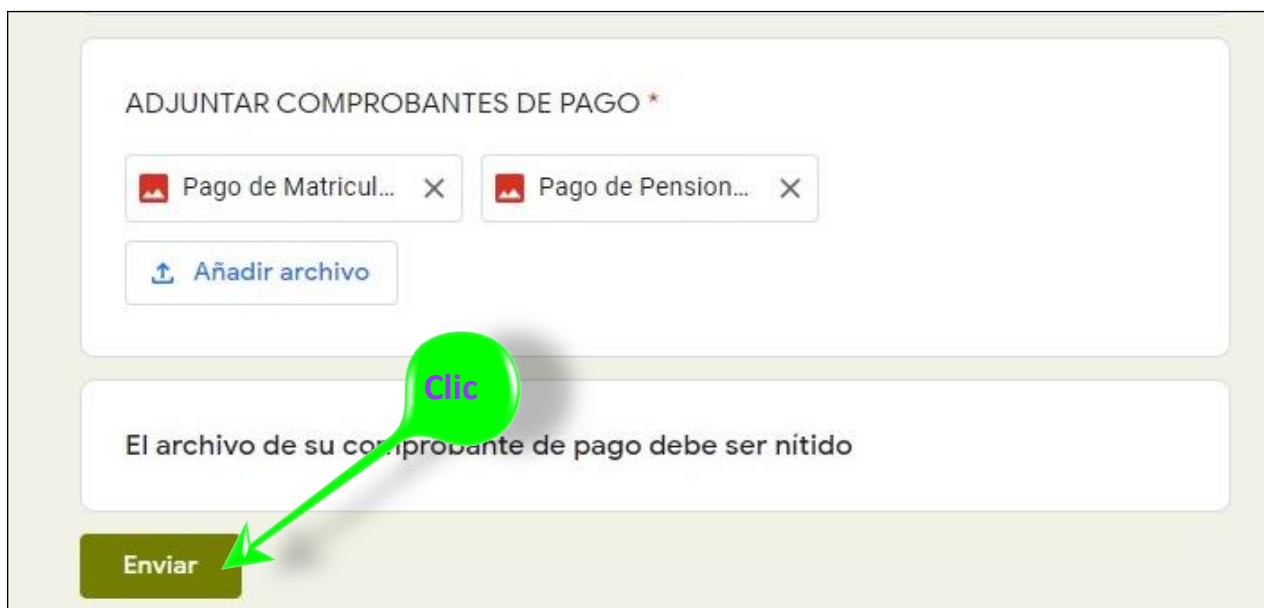 ADJUNTAR COMPROBANTES DE PAGO *
Pago de Matricul... Pago de Pension...
Añadir archivo
Clic
El archivo de su comprobante de pago debe ser nítido
Enviar